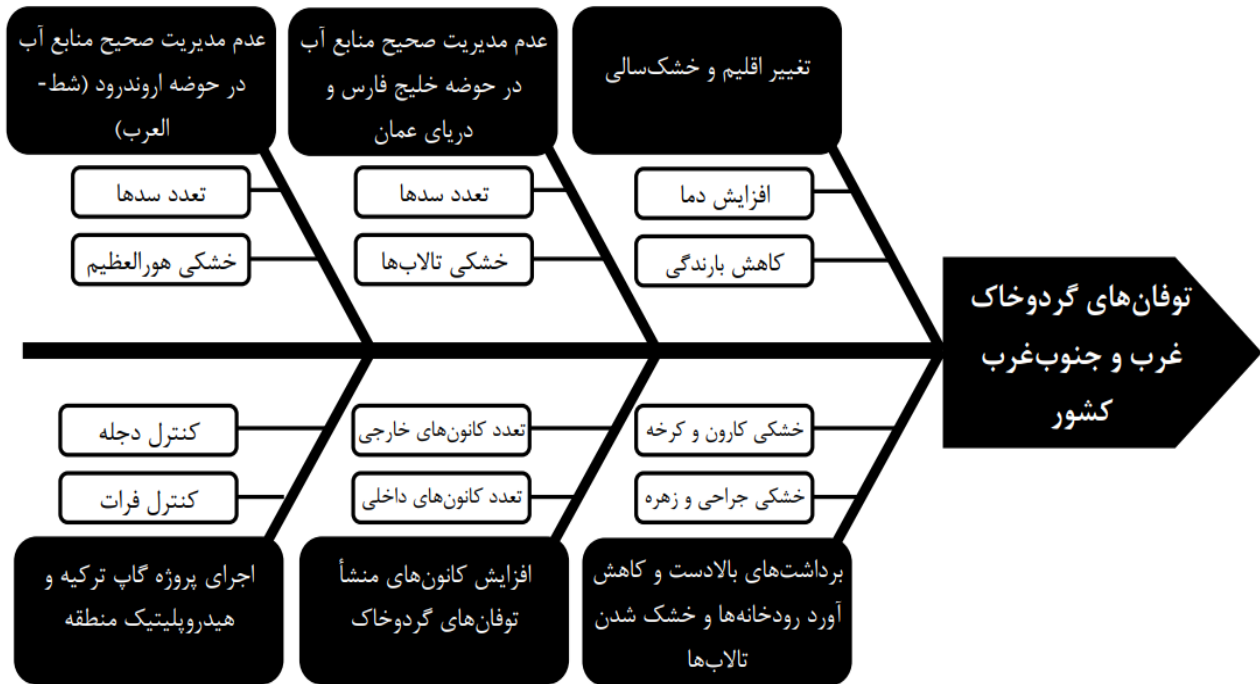 تغییر اقلیم و خشک‌سالی
افزایش دما
کاهش بارندگی
عدم مدیریت صحیح منابع آب
در حوضه خلیج فارس و
دریای عمان
تعدد سدها
خشکی تالاب‌ها
عدم مدیریت صحیح منابع آب
در حوضه اروندرود (شط-
العرب)
تعدد سدها
خشکی هورالعظیم
توفان‌های گردوخاک
غرب و جنوب‌غرب
کشور
خشکی کارون و کرخه
خشکی جراحی و زهره
برداشت‌های بالادست و کاهش
آورد رودخانه‌ها و خشک شدن
تالاب‌ها
تعدد کانون‌های خارجی
تعدد کانون‌های داخلی
افزایش کانون‌های منشأ
توفان‌های گردوخاک
کنترل دجله
کنترل فرات
اجرای پروژه گاپ ترکیه و
هیدروپلیتیک منطقه